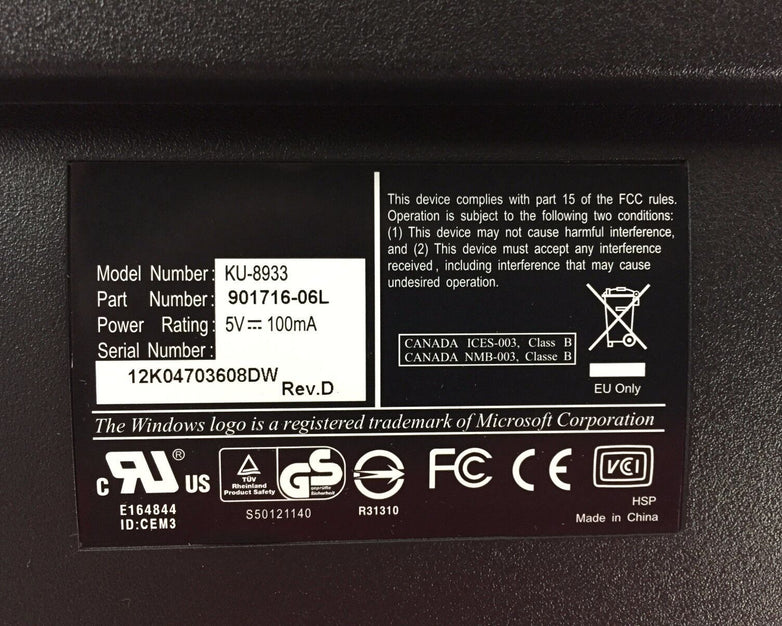 Model Number: KU-8933
Part Number: 901716-06L
Power Rating: 5V⎓ 100mA
Serial Number:
12K04703608DW
Rev.D
This device complies with part 15 of the FCC rules.
Operation is subject to the following two conditions:
(1) This device may not cause harmful interference,
and (2) This device must accept any interference
received, including interference that may cause
undesired operation.
CANADA ICES-003, Class B
CANADA NMB-003, Classe B
EU Only
The Windows logo is a registered trademark of Microsoft Corporation
c RU ® US
E164844
ID:CEM3
TÜV
Rheinland
Product Safety
GS
geprüfte
Sicherheit
S50121140
R31310
FC CE VCI
HSP
Made in China